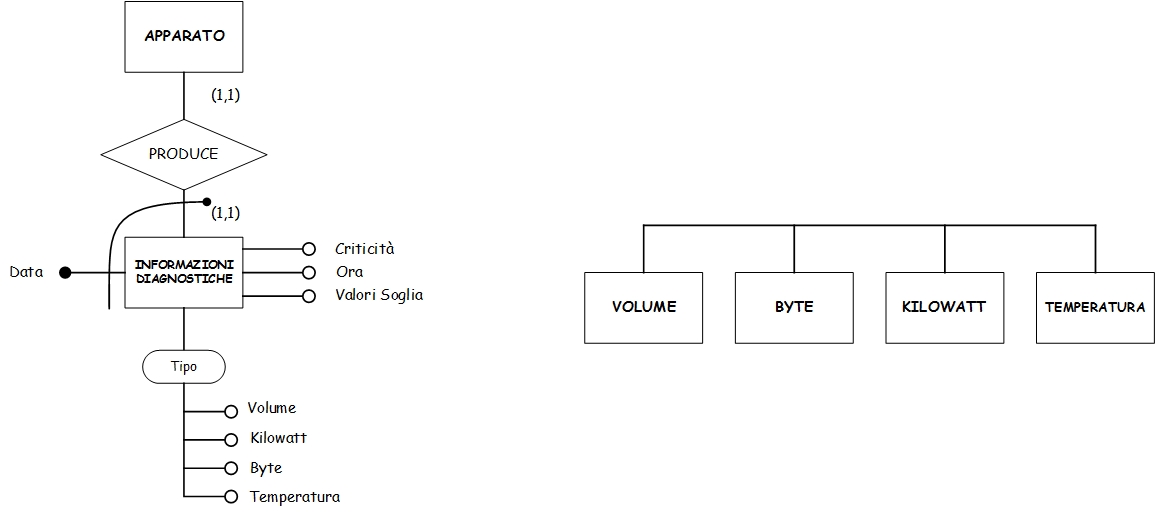 APPARATO
(1,1)
PRODUCE
(1,1)
Data
INFORMAZIONI
DIAGNOSTICHE
Criticità
Ora
Valori Soglia
Tipo
Volume
Kilowatt
Byte
Temperatura
VOLUME
BYTE
KILOWATT
TEMPERATURA